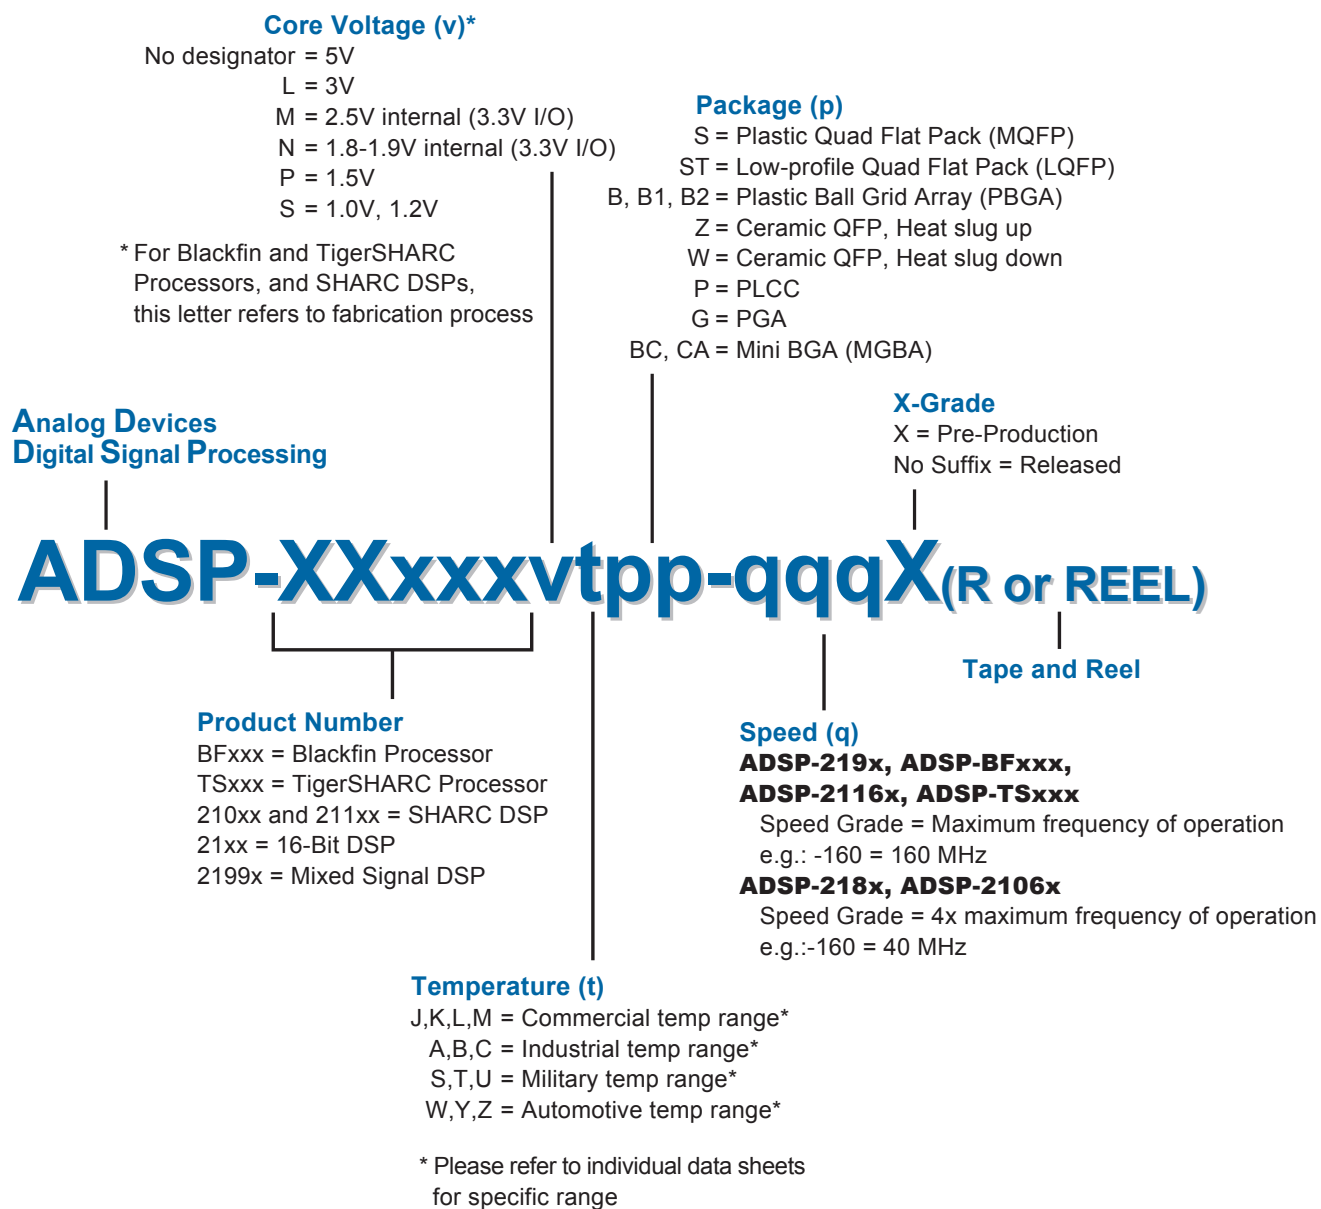 Core Voltage (v)*
No designator = 5V
L = 3V
M = 2.5V internal (3.3V I/O)
N = 1.8-1.9V internal (3.3V I/O)
P = 1.5V
S = 1.0V, 1.2V
* For Blackfin and TigerSHARC
Processors, and SHARC DSPs,
this letter refers to fabrication process
Package (p)
S = Plastic Quad Flat Pack (MQFP)
ST = Low-profile Quad Flat Pack (LQFP)
B, B1, B2 = Plastic Ball Grid Array (PBGA)
Z = Ceramic QFP, Heat slug up
W = Ceramic QFP, Heat slug down
P = PLCC
G = PGA
BC, CA = Mini BGA (MGBA)
X-Grade
X = Pre-Production
No Suffix = Released
Analog Devices
Digital Signal Processing
ADSP-XXxxxvtpp-qqqX(R or REEL)
Tape and Reel
Product Number
BFxxx = Blackfin Processor
TSxxx = TigerSHARC Processor
210xx and 211xx = SHARC DSP
21xx = 16-Bit DSP
2199x = Mixed Signal DSP
Speed (q)
ADSP-219x, ADSP-BFxxx,
ADSP-2116x, ADSP-TSxxx
Speed Grade = Maximum frequency of operation
e.g.: -160 = 160 MHz
ADSP-218x, ADSP-2106x
Speed Grade = 4x maximum frequency of operation
e.g.:-160 = 40 MHz
Temperature (t)
J,K,L,M = Commercial temp range*
A,B,C = Industrial temp range*
S,T,U = Military temp range*
W,Y,Z = Automotive temp range*
* Please refer to individual data sheets
for specific range